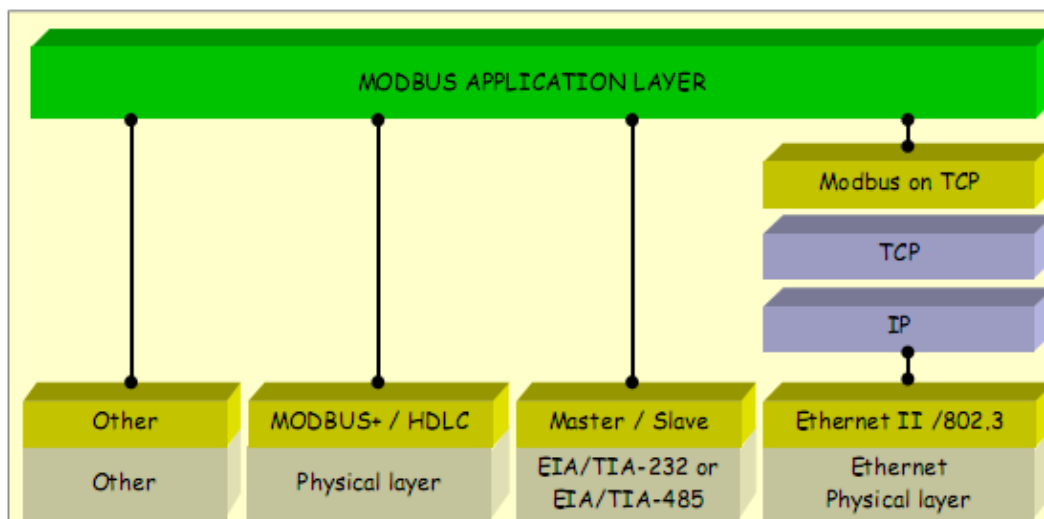 MODBUS APPLICATION LAYER
Modbus on TCP
TCP
IP
Other
MODBUS+ / HDLC
Master / Slave
Ethernet II /802.3
Other
Physical layer
EIA/TIA-232 or
EIA/TIA-485
Ethernet
Physical layer